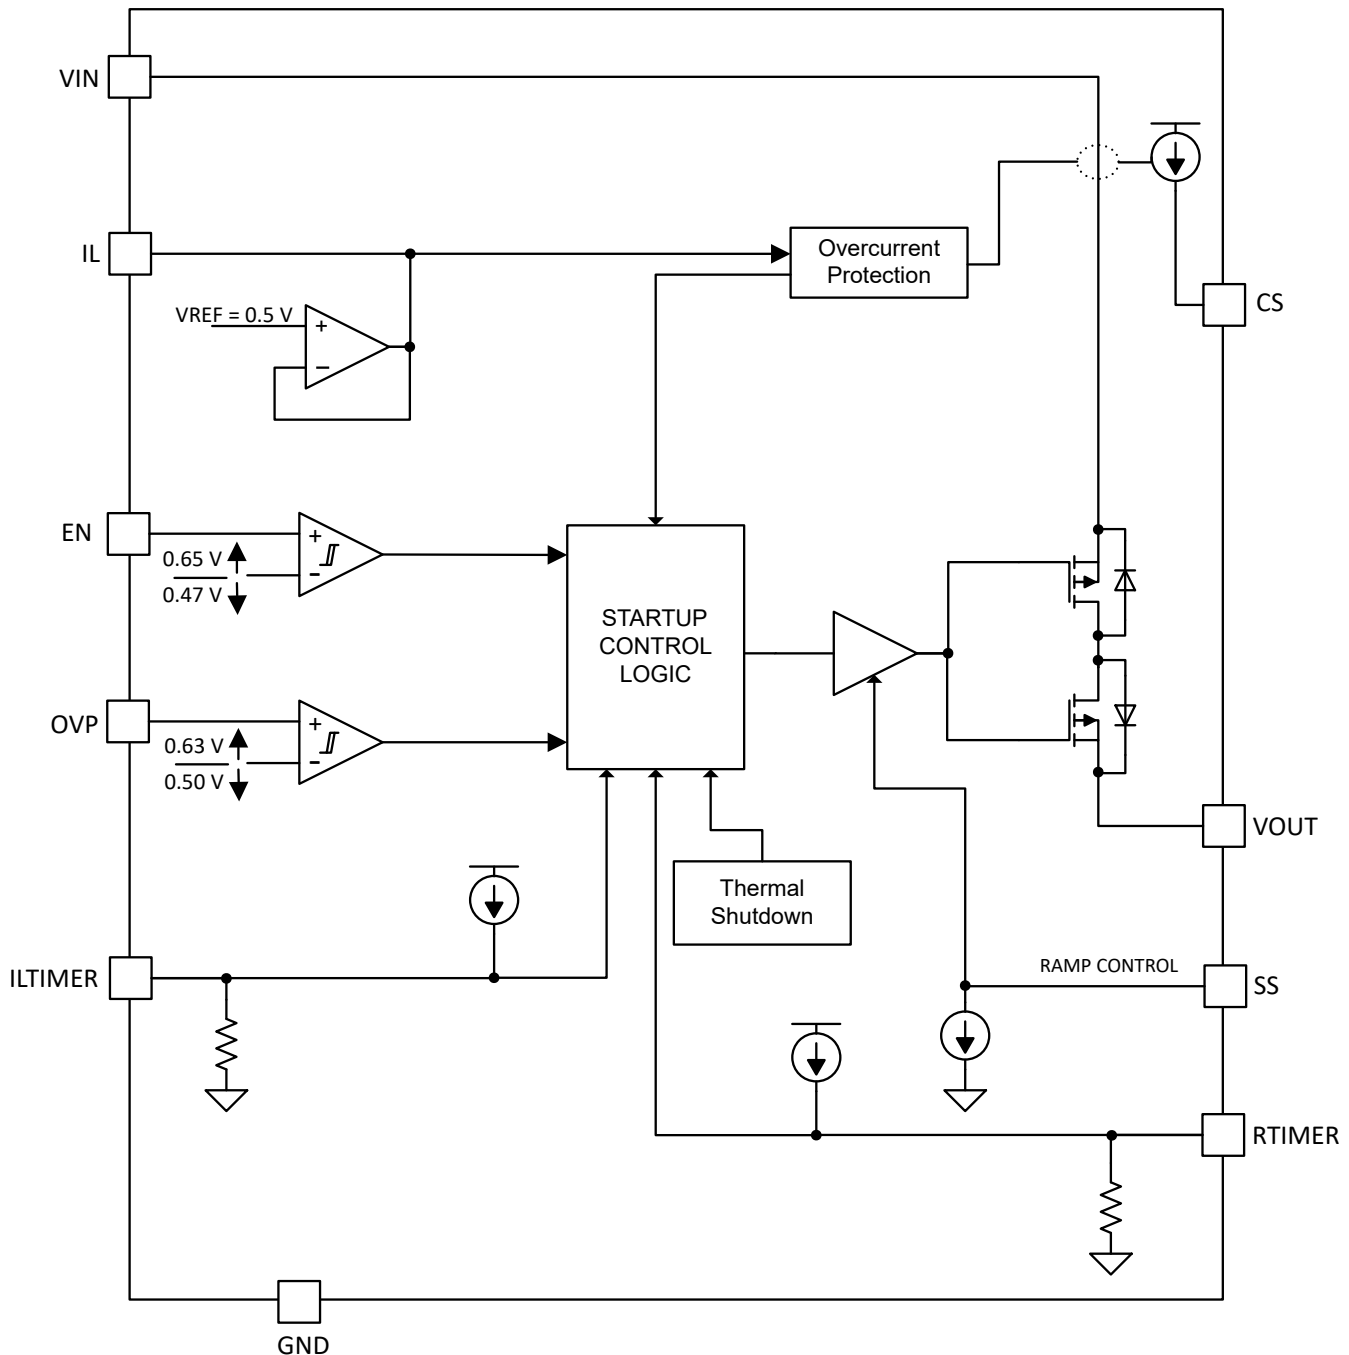 VIN
IL
VREF = 0.5 V
+
−
Overcurrent
Protection
CS
EN
0.65 V
0.47 V
+
-
STARTUP
CONTROL
LOGIC
OVP
0.63 V
0.50 V
+
-
VOUT
Thermal
Shutdown
ILTIMER
RAMP CONTROL
SS
RTIMER
GND